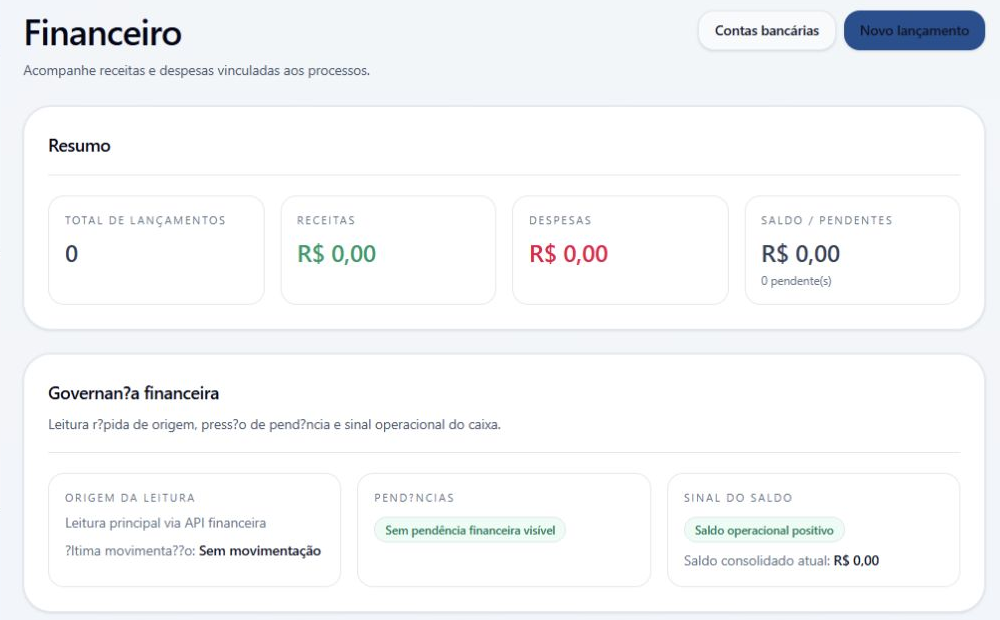 Financeiro
Contas bancárias
Novo lançamento
Acompanhe receitas e despesas vinculadas aos processos.
Resumo
TOTAL DE LANÇAMENTOS
0
RECEITAS
R$ 0,00
DESPESAS
R$ 0,00
SALDO / PENDENTES
R$ 0,00
0 pendente(s)
Governan?a financeira
Leitura r?pida de origem, press?o de pend?ncia e sinal operacional do caixa.
ORIGEM DA LEITURA
Leitura principal via API financeira
?ltima movimenta??o: Sem movimentação
PEND?NCIAS
Sem pendência financeira visível
SINAL DO SALDO
Saldo operacional positivo
Saldo consolidado atual: R$ 0,00